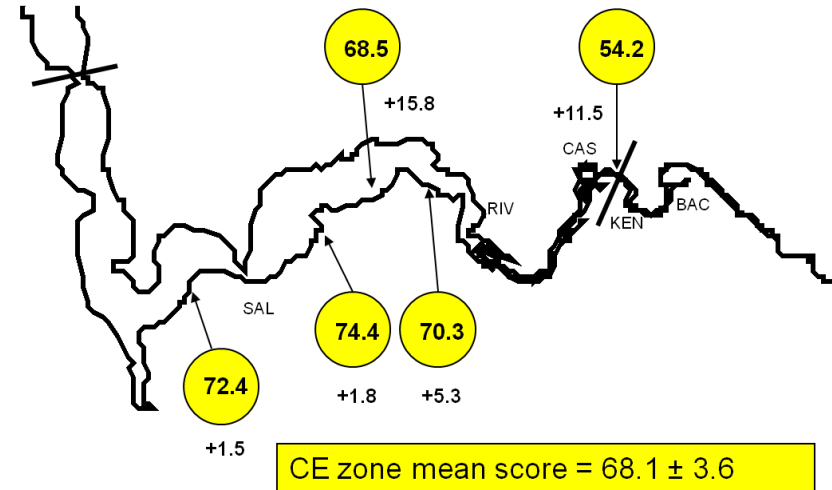 68.5
54.2
+15.8
+11.5
CAS
RIV
KEN
BAC
SAL
74.4
70.3
72.4
+1.8
+5.3
+1.5
CE zone mean score = 68.1 ± 3.6